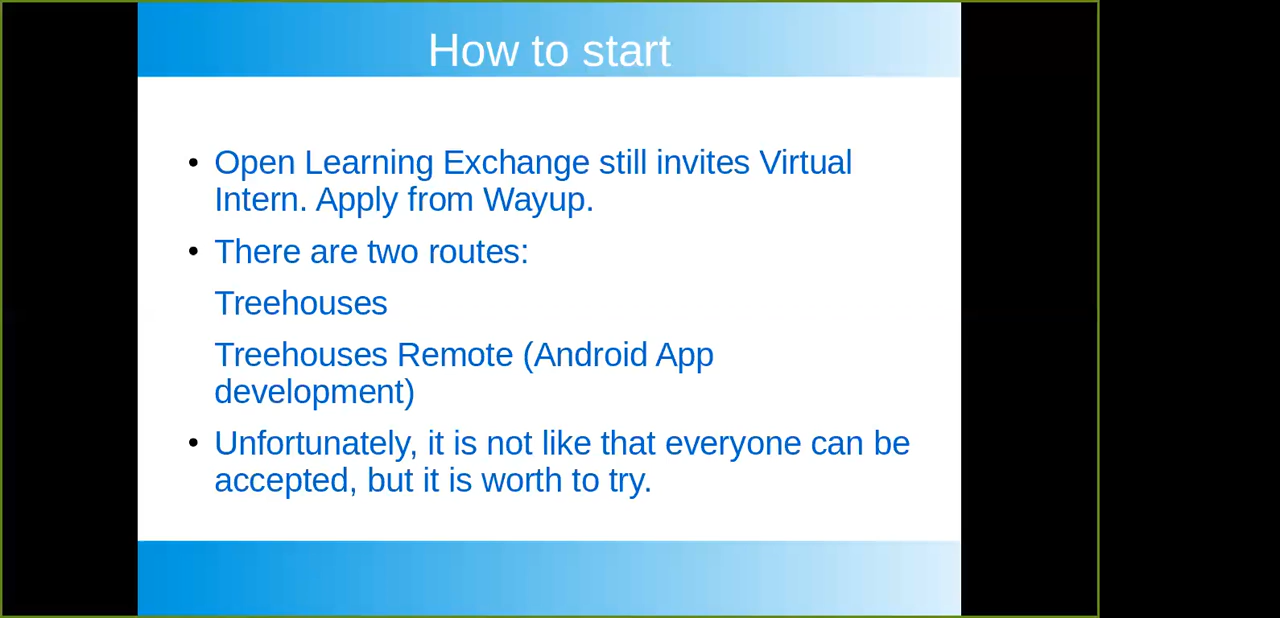 How to start
• Open Learning Exchange still invites Virtual
Intern. Apply from Wayup.
• There are two routes:
Treehouses
Treehouses Remote (Android App
development)
• Unfortunately, it is not like that everyone can be
accepted, but it is worth to try.